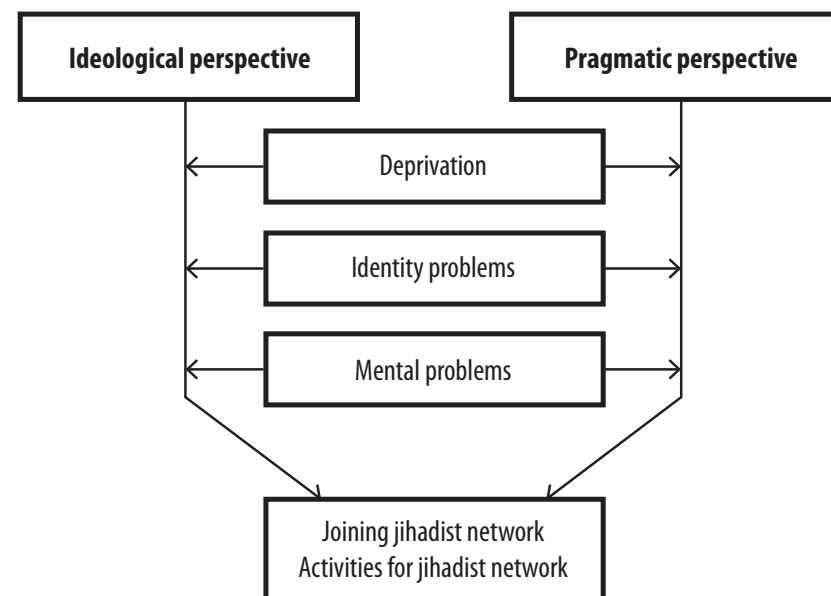 Ideological perspective
Pragmatic perspective
Deprivation
Identity problems
Mental problems
Joining jihadist network
Activities for jihadist network